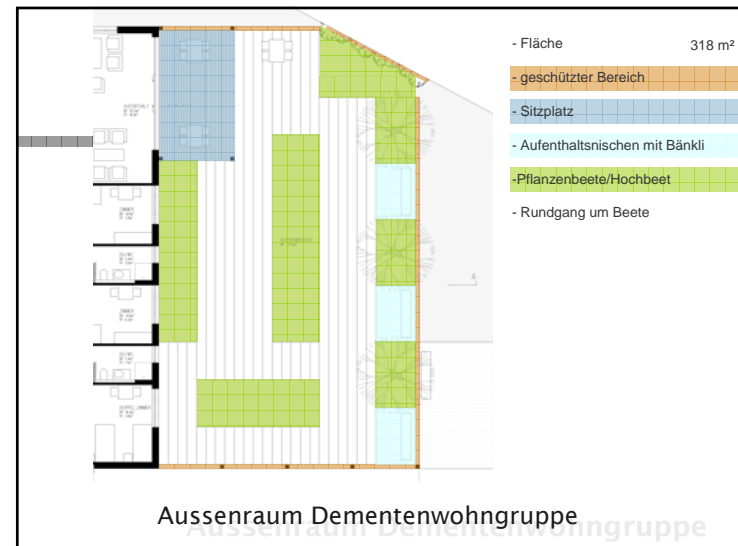 - Fläche 318 m²
- geschützter Bereich
- Sitzplatz
- Aufenthaltsnischen mit Bänkli
-Pflanzenbeete/Hochbeet
- Rundgang um Beete
A
Aussenraum Dementenwohngruppe